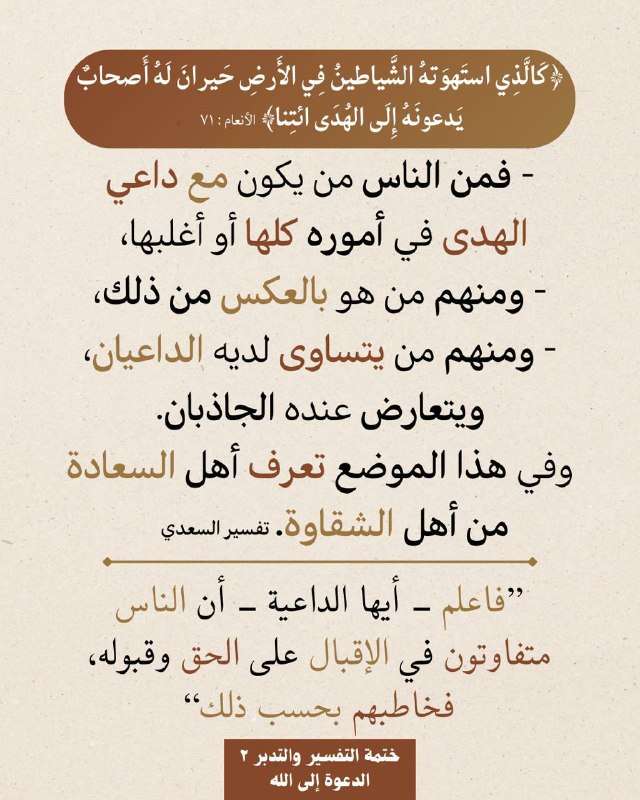 ﴿كَالَّذِي استَهوَتهُ الشَّياطينُ فِي الأَرضِ حَيرانَ لَهُ أَصحابٌ
يَدعونَهُ إِلَى الهُدَى ائتِنا﴾ الأنعام : ٧١
- فمن الناس من يكون مع داعي
الهدى في أموره كلها أو أغلبها،
- ومنهم من هو بالعكس من ذلك،
- ومنهم من يتساوى لديه الداعيان،
ويتعارض عنده الجاذبان.
وفي هذا الموضع تعرف أهل السعادة
من أهل الشقاوة. تفسير السعدي
”فاعلم – أيها الداعية – أن الناس
متفاوتون في الإقبال على الحق وقبوله،
فخاطبهم بحسب ذلك“
ختمة التفسير والتدبر ٢
الدعوة إلى الله